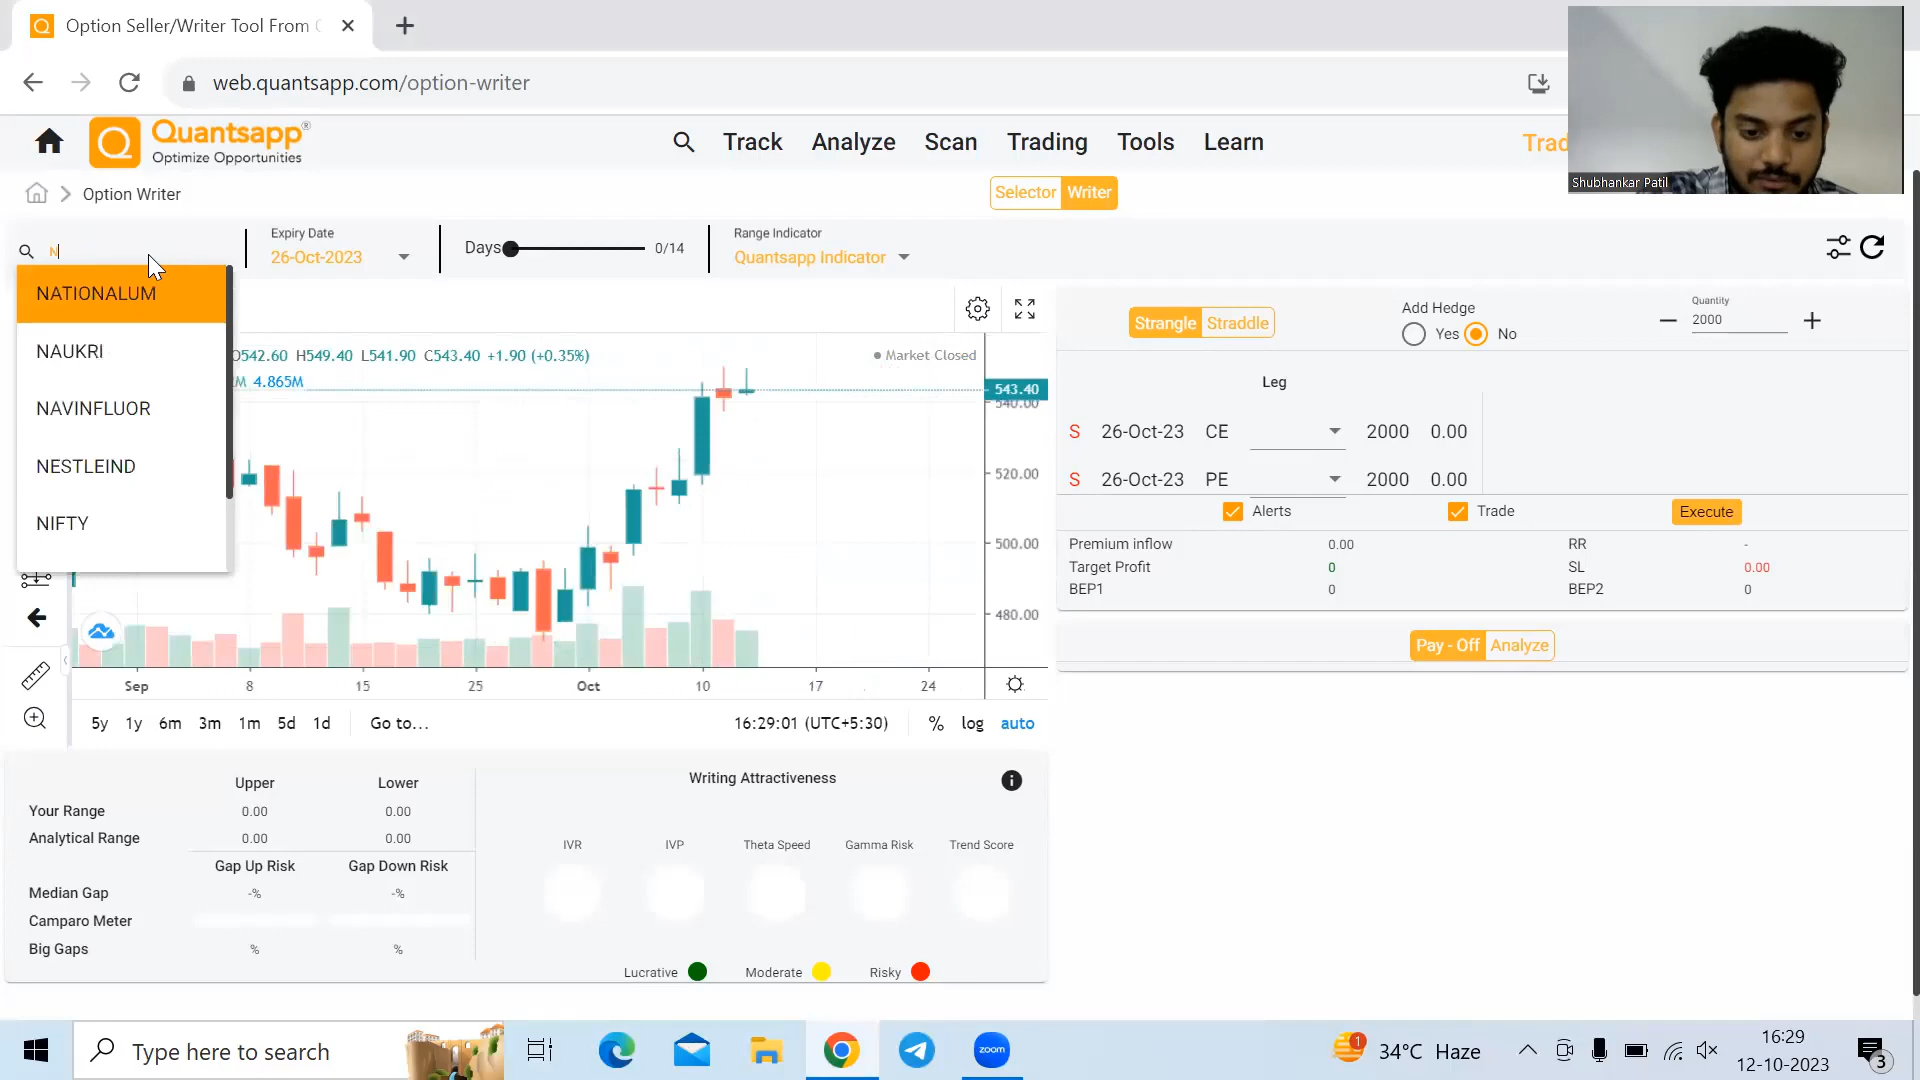 Option Seller/Writer Tool From
web.quantsapp.com/option-writer
Quantsapp®
Optimize Opportunities
Track
Analyze
Scan
Trading
Tools
Learn
Trad
Shubhankar Patil
Option Writer
Selector
Writer
N
Expiry Date
26-Oct-2023
Days
0/14
Range Indicator
Quantsapp Indicator
NATIONALUM
NAUKRI
NAVINFLUOR
NESTLEIND
NIFTY
O542.60 H549.40 L541.90 C543.40 +1.90 (+0.35%)
Market Closed
M 4.865M
543.40
540.00
520.00
500.00
480.00
Sep
8
15
25
Oct
10
17
24
5y
1y
6m
3m
1m
5d
1d
Go to...
16:29:01 (UTC+5:30)
%
log
auto
Strangle
Straddle
Add Hedge
Yes
No
Quantity
2000
Leg
S 26-Oct-23 CE 2000 0.00
S 26-Oct-23 PE 2000 0.00
Alerts
Trade
Execute
Premium inflow 0.00 RR -
Target Profit 0 SL 0.00
BEP1 0 BEP2 0
Pay - Off
Analyze
Upper Lower
Your Range 0.00 0.00
Analytical Range 0.00 0.00
Gap Up Risk Gap Down Risk
Median Gap -% -%
Camparo Meter
Big Gaps % %
Writing Attractiveness
IVR
IVP
Theta Speed
Gamma Risk
Trend Score
Lucrative
Moderate
Risky
Type here to search
zoom
1
34°C Haze
16:29
12-10-2023
3